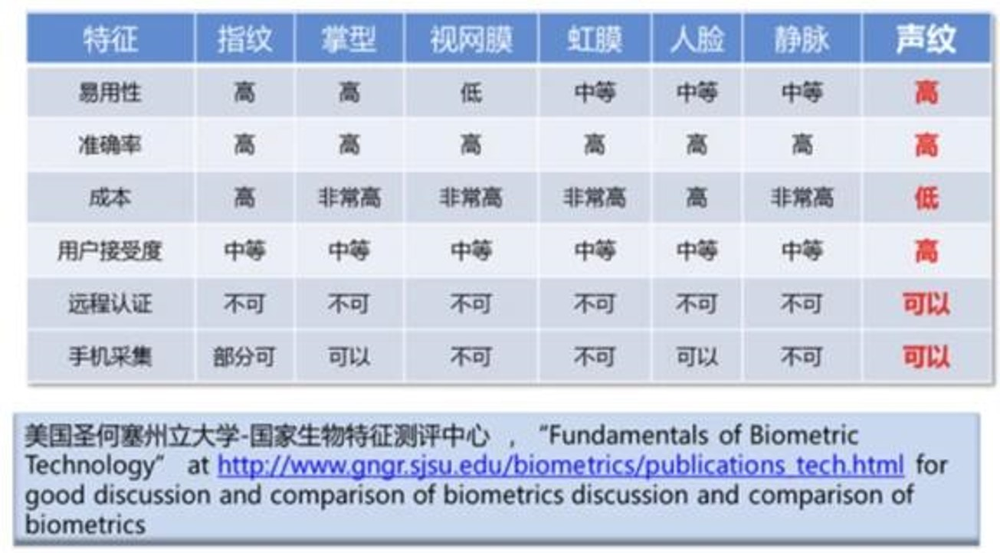 特征 指纹 掌型 视网膜 虹膜 人脸 静脉 声纹
易用性 高 高 低 中等 中等 中等 高
准确率 高 高 高 高 高 高 高
成本 高 非常高 非常高 非常高 高 非常高 低
用户接受度 中等 中等 中等 中等 中等 中等 高
远程认证 不可 不可 不可 不可 不可 不可 可以
手机采集 部分可 可以 不可 不可 可以 不可 可以
美国圣何塞州立大学-国家生物特征测评中心 ，“Fundamentals of Biometric
Technology” at http://www.gngr.sjsu.edu/biometrics/publications_tech.html for
good discussion and comparison of biometrics discussion and comparison of
biometrics